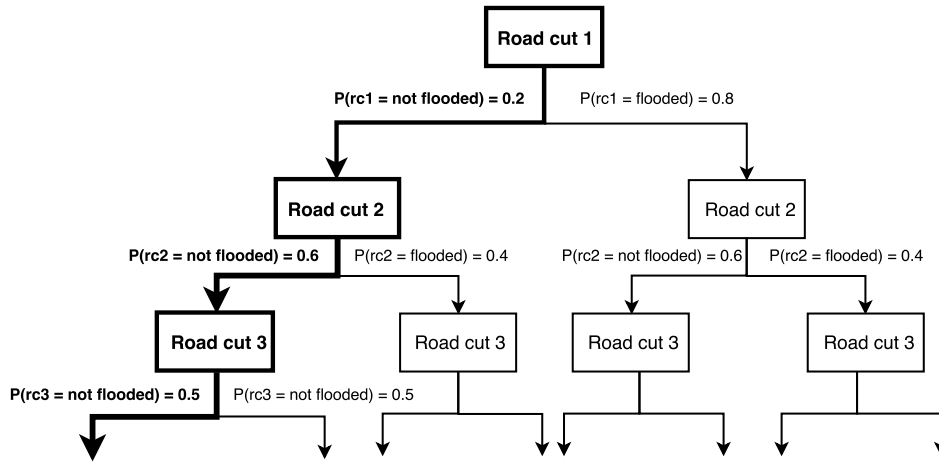 Road cut 1
P(rc1 = not flooded) = 0.2
P(rc1 = flooded) = 0.8
Road cut 2
Road cut 2
P(rc2 = not flooded) = 0.6
P(rc2 = flooded) = 0.4
P(rc2 = not flooded) = 0.6
P(rc2 = flooded) = 0.4
Road cut 3
Road cut 3
Road cut 3
Road cut 3
P(rc3 = not flooded) = 0.5
P(rc3 = not flooded) = 0.5